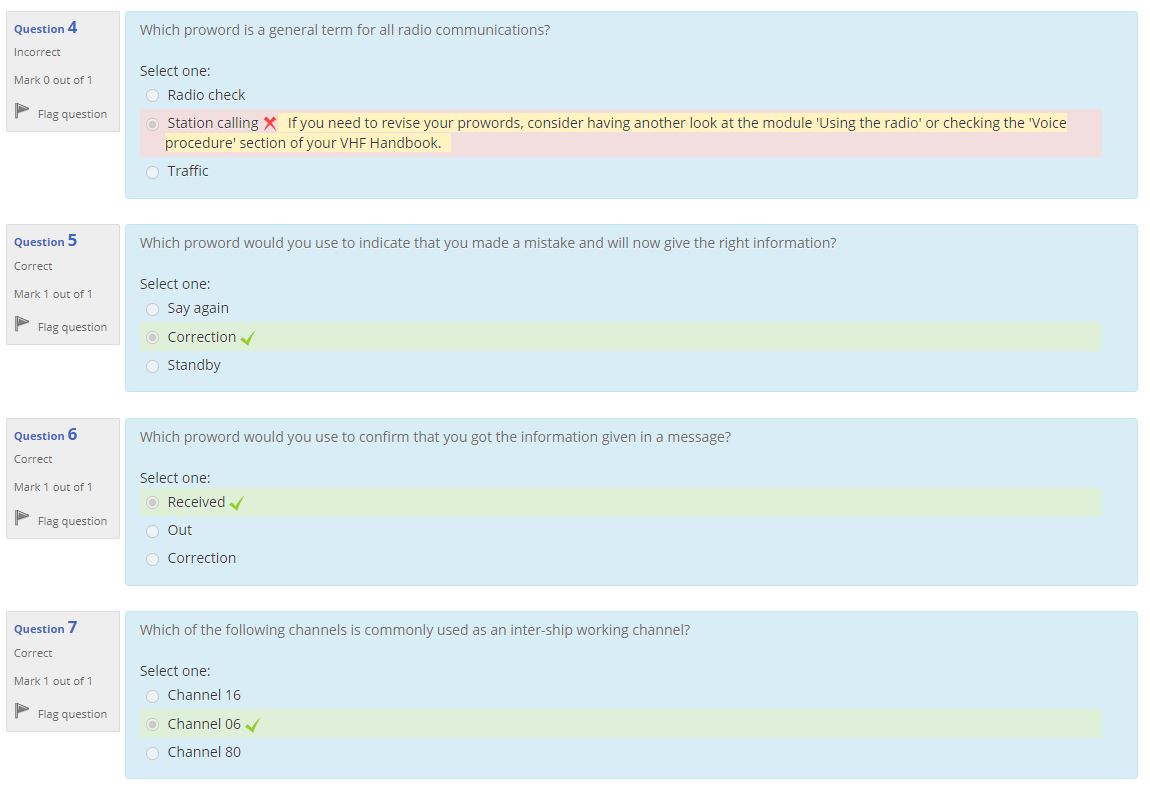 Question 4
Incorrect
Mark 0 out of 1
Flag question
Which proword is a general term for all radio communications?
Select one:
Radio check
Station calling If you need to revise your prowords, consider having another look at the module 'Using the radio' or checking the 'Voice
procedure' section of your VHF Handbook.
Traffic
Question 5
Correct
Mark 1 out of 1
Flag question
Which proword would you use to indicate that you made a mistake and will now give the right information?
Select one:
Say again
Correction
Standby
Question 6
Correct
Mark 1 out of 1
Flag question
Which proword would you use to confirm that you got the information given in a message?
Select one:
Received
Out
Correction
Question 7
Correct
Mark 1 out of 1
Flag question
Which of the following channels is commonly used as an inter-ship working channel?
Select one:
Channel 16
Channel 06
Channel 80